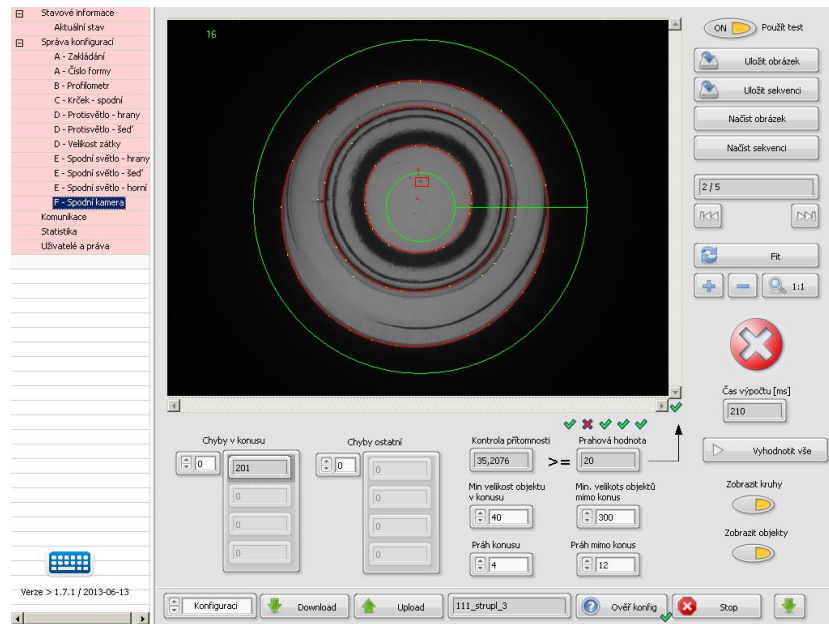 Stavové informace
Aktuální stav
Správa konfigurací
A - Zakládání
A - Číslo formy
B - Profilometr
C - Krček - spodní
D - Protisvětlo - hrany
D - Protisvětlo - šeď
D - Velikost zátky
E - Spodní světlo - hrany
E - Spodní světlo - šeď
E - Spodní světlo - horní
F - Spodní kamera
Komunikace
Statistika
Uživatelé a práva
Verze > 1.7.1 / 2013-06-13
16
ON
Použít test
Uložit obrázek
Uložit sekvenci
Načíst obrázek
Načíst sekvenci
2 / 5
Fit
1:1
Čas výpočtu [ms]
210
Vyhodnotit vše
Zobrazit kruhy
Zobrazit objekty
Chyby v konusu
0
201
0
0
0
Chyby ostatní
0
0
0
0
0
Kontrola přítomnosti
35,2076
>=
Prahová hodnota
20
Min velikost objektu
v konusu
40
Min. velikots objektů
mimo konus
300
Práh konusu
4
Práh mimo konus
12
Konfiguraci
Download
Upload
111_strupl_3
Ověř konfig
Stop